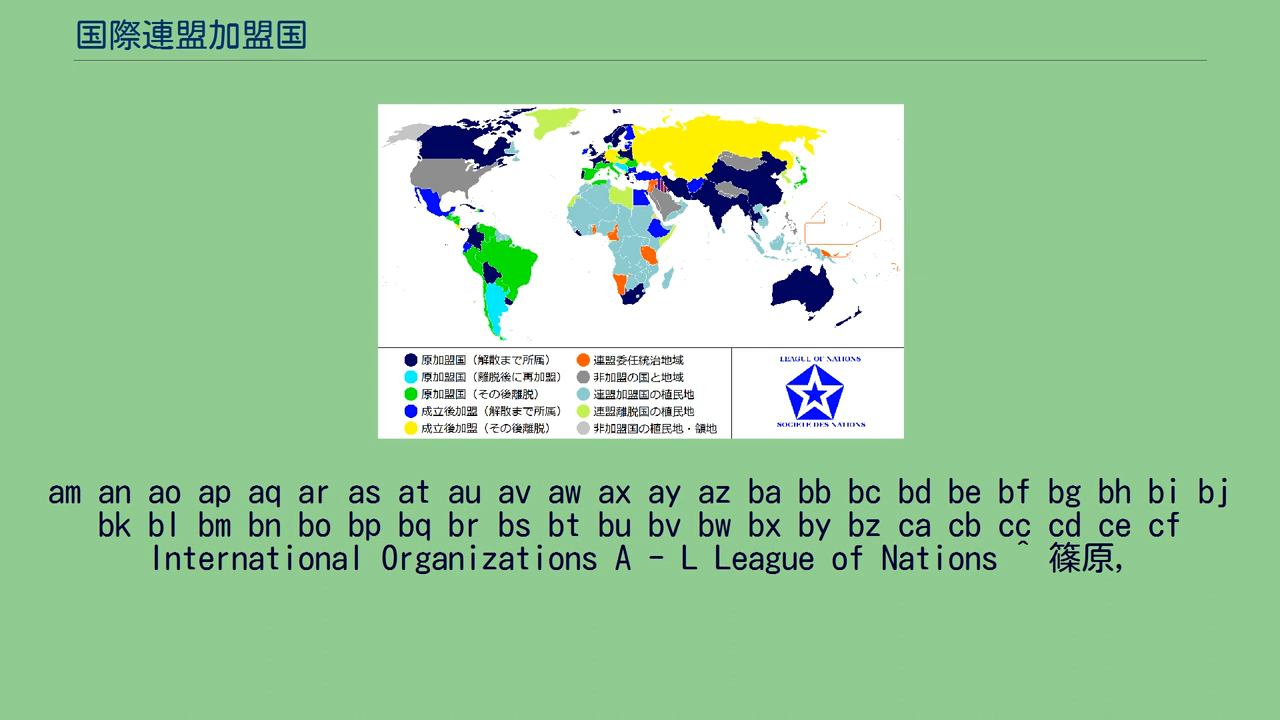 国際連盟加盟国
原加盟国（解散まで所属）
原加盟国（離脱後に再加盟）
原加盟国（その後離脱）
成立後加盟（解散まで所属）
成立後加盟（その後離脱）
連盟委任統治地域
非加盟の国と地域
連盟加盟国の植民地
連盟離脱国の植民地
非加盟国の植民地・領地
LEAGUE OF NATIONS
SOCIETE DES NATIONS
am an ao ap aq ar as at au av aw ax ay az ba bb bc bd be bf bg bh bi bj
bk bl bm bn bo bp bq br bs bt bu bv bw bx by bz ca cb cc cd ce cf
International Organizations A - L League of Nations ^ 篠原,